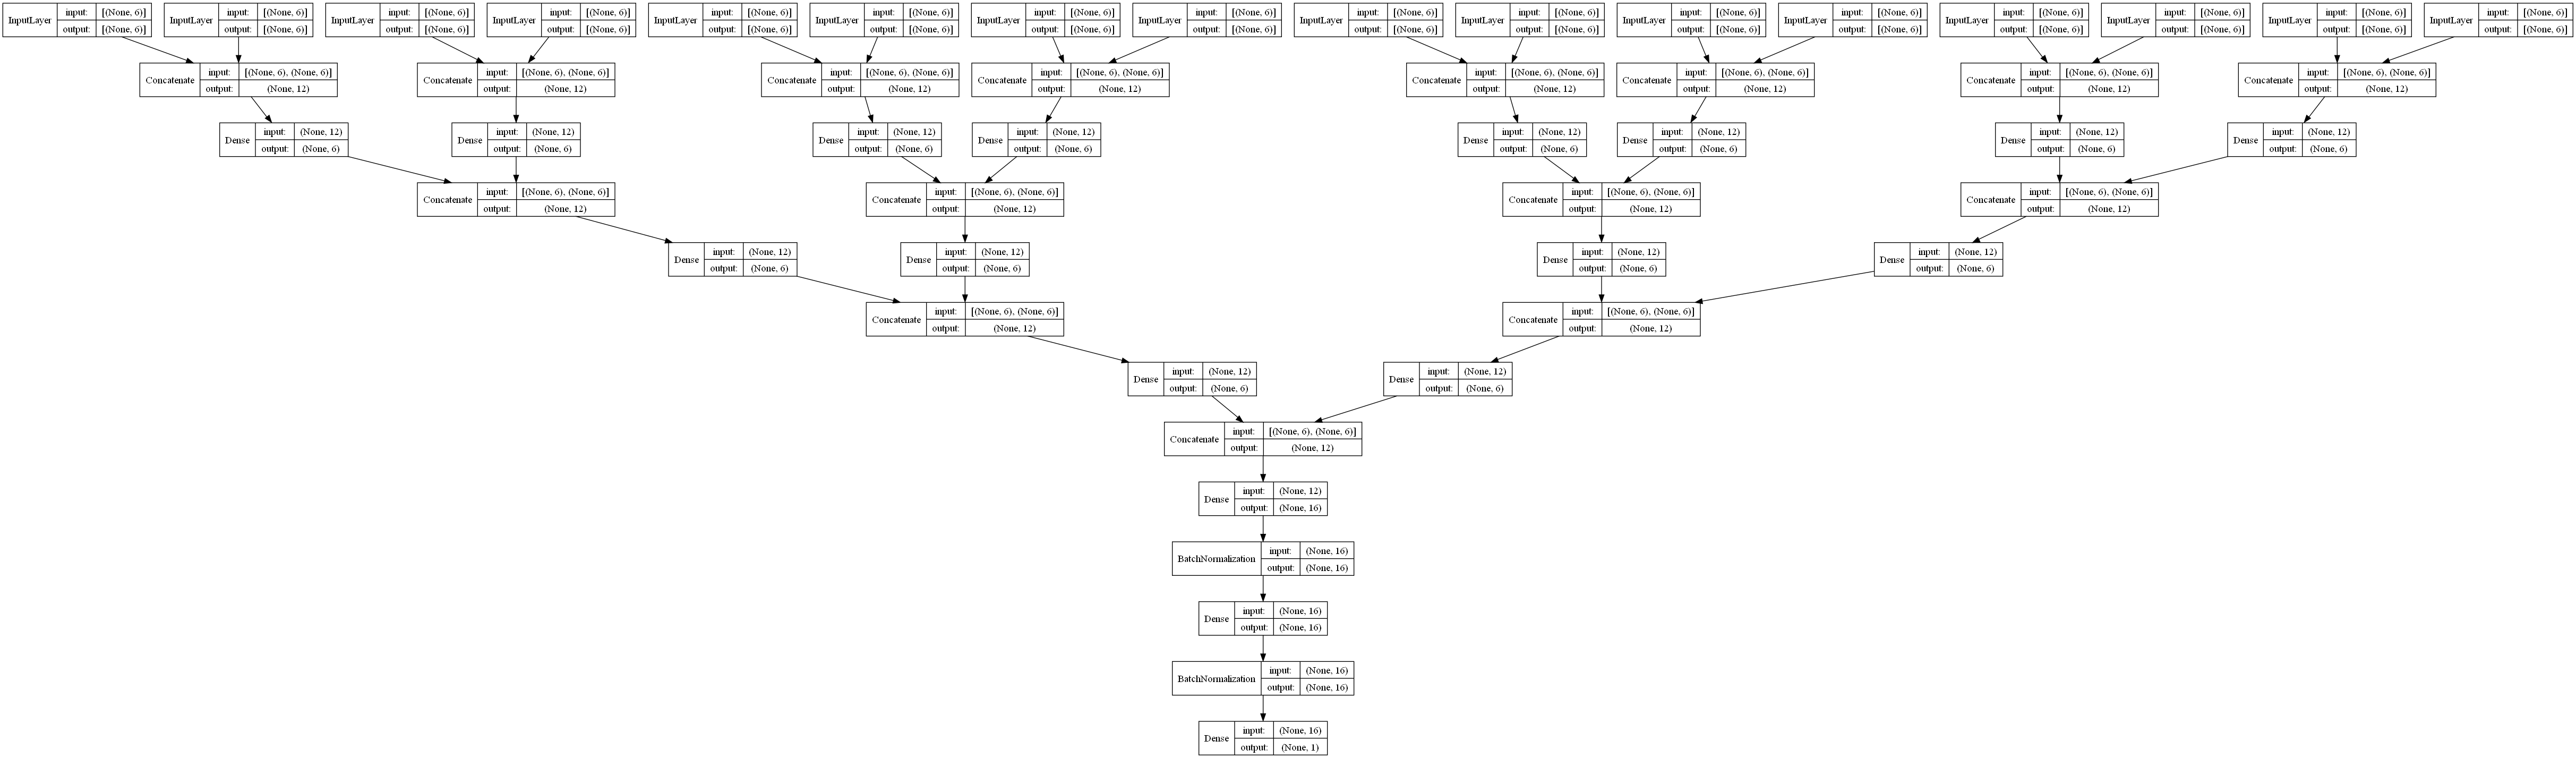 InputLayer
input: [(None, 6)]
output: [(None, 6)]
InputLayer
input: [(None, 6)]
output: [(None, 6)]
InputLayer
input: [(None, 6)]
output: [(None, 6)]
InputLayer
input: [(None, 6)]
output: [(None, 6)]
InputLayer
input: [(None, 6)]
output: [(None, 6)]
InputLayer
input: [(None, 6)]
output: [(None, 6)]
InputLayer
input: [(None, 6)]
output: [(None, 6)]
InputLayer
input: [(None, 6)]
output: [(None, 6)]
InputLayer
input: [(None, 6)]
output: [(None, 6)]
InputLayer
input: [(None, 6)]
output: [(None, 6)]
InputLayer
input: [(None, 6)]
output: [(None, 6)]
InputLayer
input: [(None, 6)]
output: [(None, 6)]
InputLayer
input: [(None, 6)]
output: [(None, 6)]
InputLayer
input: [(None, 6)]
output: [(None, 6)]
InputLayer
input: [(None, 6)]
output: [(None, 6)]
InputLayer
input: [(None, 6)]
output: [(None, 6)]
Concatenate
input: [(None, 6), (None, 6)]
output: (None, 12)
Concatenate
input: [(None, 6), (None, 6)]
output: (None, 12)
Concatenate
input: [(None, 6), (None, 6)]
output: (None, 12)
Concatenate
input: [(None, 6), (None, 6)]
output: (None, 12)
Concatenate
input: [(None, 6), (None, 6)]
output: (None, 12)
Concatenate
input: [(None, 6), (None, 6)]
output: (None, 12)
Concatenate
input: [(None, 6), (None, 6)]
output: (None, 12)
Concatenate
input: [(None, 6), (None, 6)]
output: (None, 12)
Dense
input: (None, 12)
output: (None, 6)
Dense
input: (None, 12)
output: (None, 6)
Dense
input: (None, 12)
output: (None, 6)
Dense
input: (None, 12)
output: (None, 6)
Dense
input: (None, 12)
output: (None, 6)
Dense
input: (None, 12)
output: (None, 6)
Dense
input: (None, 12)
output: (None, 6)
Dense
input: (None, 12)
output: (None, 6)
Concatenate
input: [(None, 6), (None, 6)]
output: (None, 12)
Concatenate
input: [(None, 6), (None, 6)]
output: (None, 12)
Concatenate
input: [(None, 6), (None, 6)]
output: (None, 12)
Concatenate
input: [(None, 6), (None, 6)]
output: (None, 12)
Dense
input: (None, 12)
output: (None, 6)
Dense
input: (None, 12)
output: (None, 6)
Dense
input: (None, 12)
output: (None, 6)
Dense
input: (None, 12)
output: (None, 6)
Concatenate
input: [(None, 6), (None, 6)]
output: (None, 12)
Concatenate
input: [(None, 6), (None, 6)]
output: (None, 12)
Dense
input: (None, 12)
output: (None, 6)
Dense
input: (None, 12)
output: (None, 6)
Concatenate
input: [(None, 6), (None, 6)]
output: (None, 12)
Dense
input: (None, 12)
output: (None, 16)
BatchNormalization
input: (None, 16)
output: (None, 16)
Dense
input: (None, 16)
output: (None, 16)
BatchNormalization
input: (None, 16)
output: (None, 16)
Dense
input: (None, 16)
output: (None, 1)